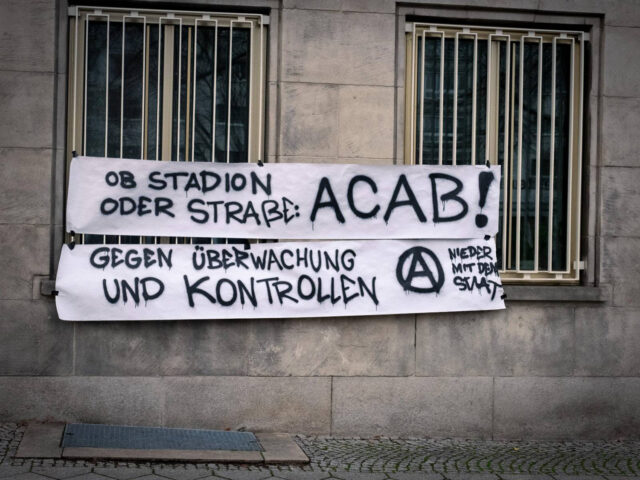 OB STADION
ODER STRAßE: ACAB!
GEGEN ÜBERWACHUNG
UND KONTROLLEN
A
NIEDER
MIT DEM
STAAT